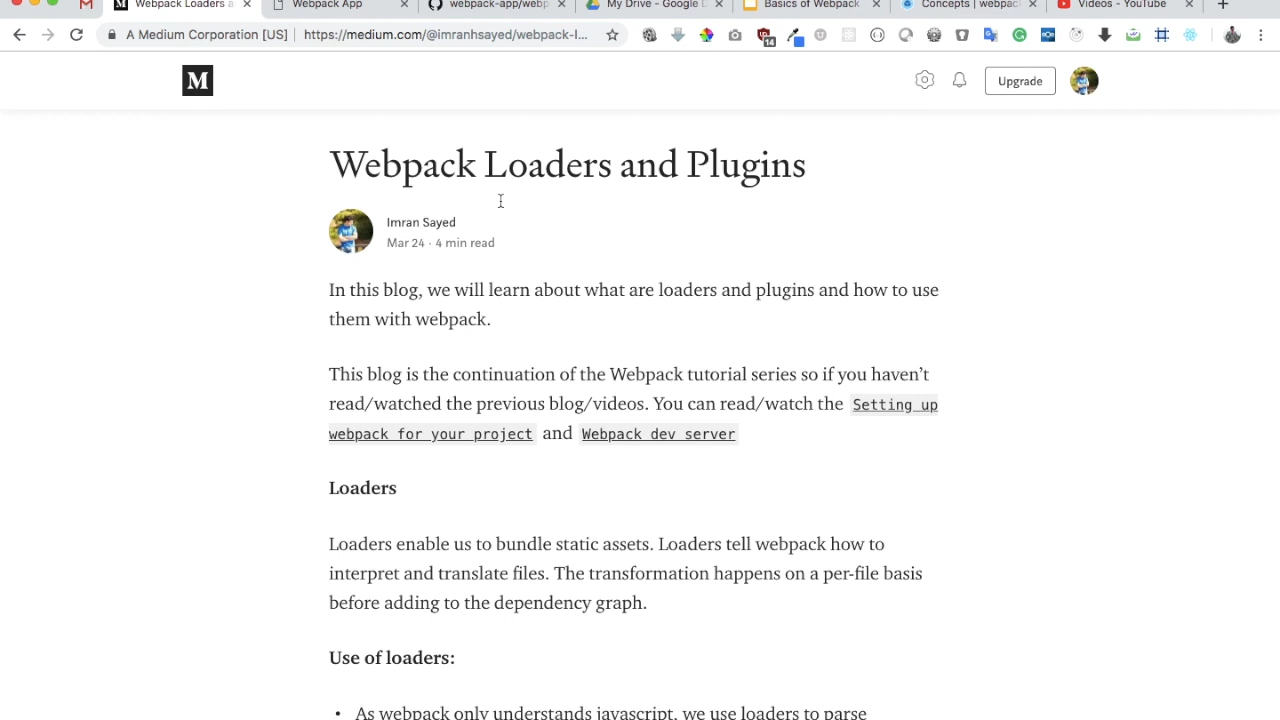 Webpack Loaders a
Webpack App
webpack-app/webp
My Drive - Google D
Basics of Webpack
Concepts | webpac
Videos - YouTube
A Medium Corporation [US] | https://medium.com/@imranhsayed/webpack-l...
14
M
Upgrade
Webpack Loaders and Plugins
Imran Sayed
Mar 24 · 4 min read
In this blog, we will learn about what are loaders and plugins and how to use
them with webpack.
This blog is the continuation of the Webpack tutorial series so if you haven’t
read/watched the previous blog/videos. You can read/watch the Setting up
webpack for your project and Webpack dev server
Loaders
Loaders enable us to bundle static assets. Loaders tell webpack how to
interpret and translate files. The transformation happens on a per-file basis
before adding to the dependency graph.
Use of loaders:
• As webpack only understands javascript, we use loaders to parse